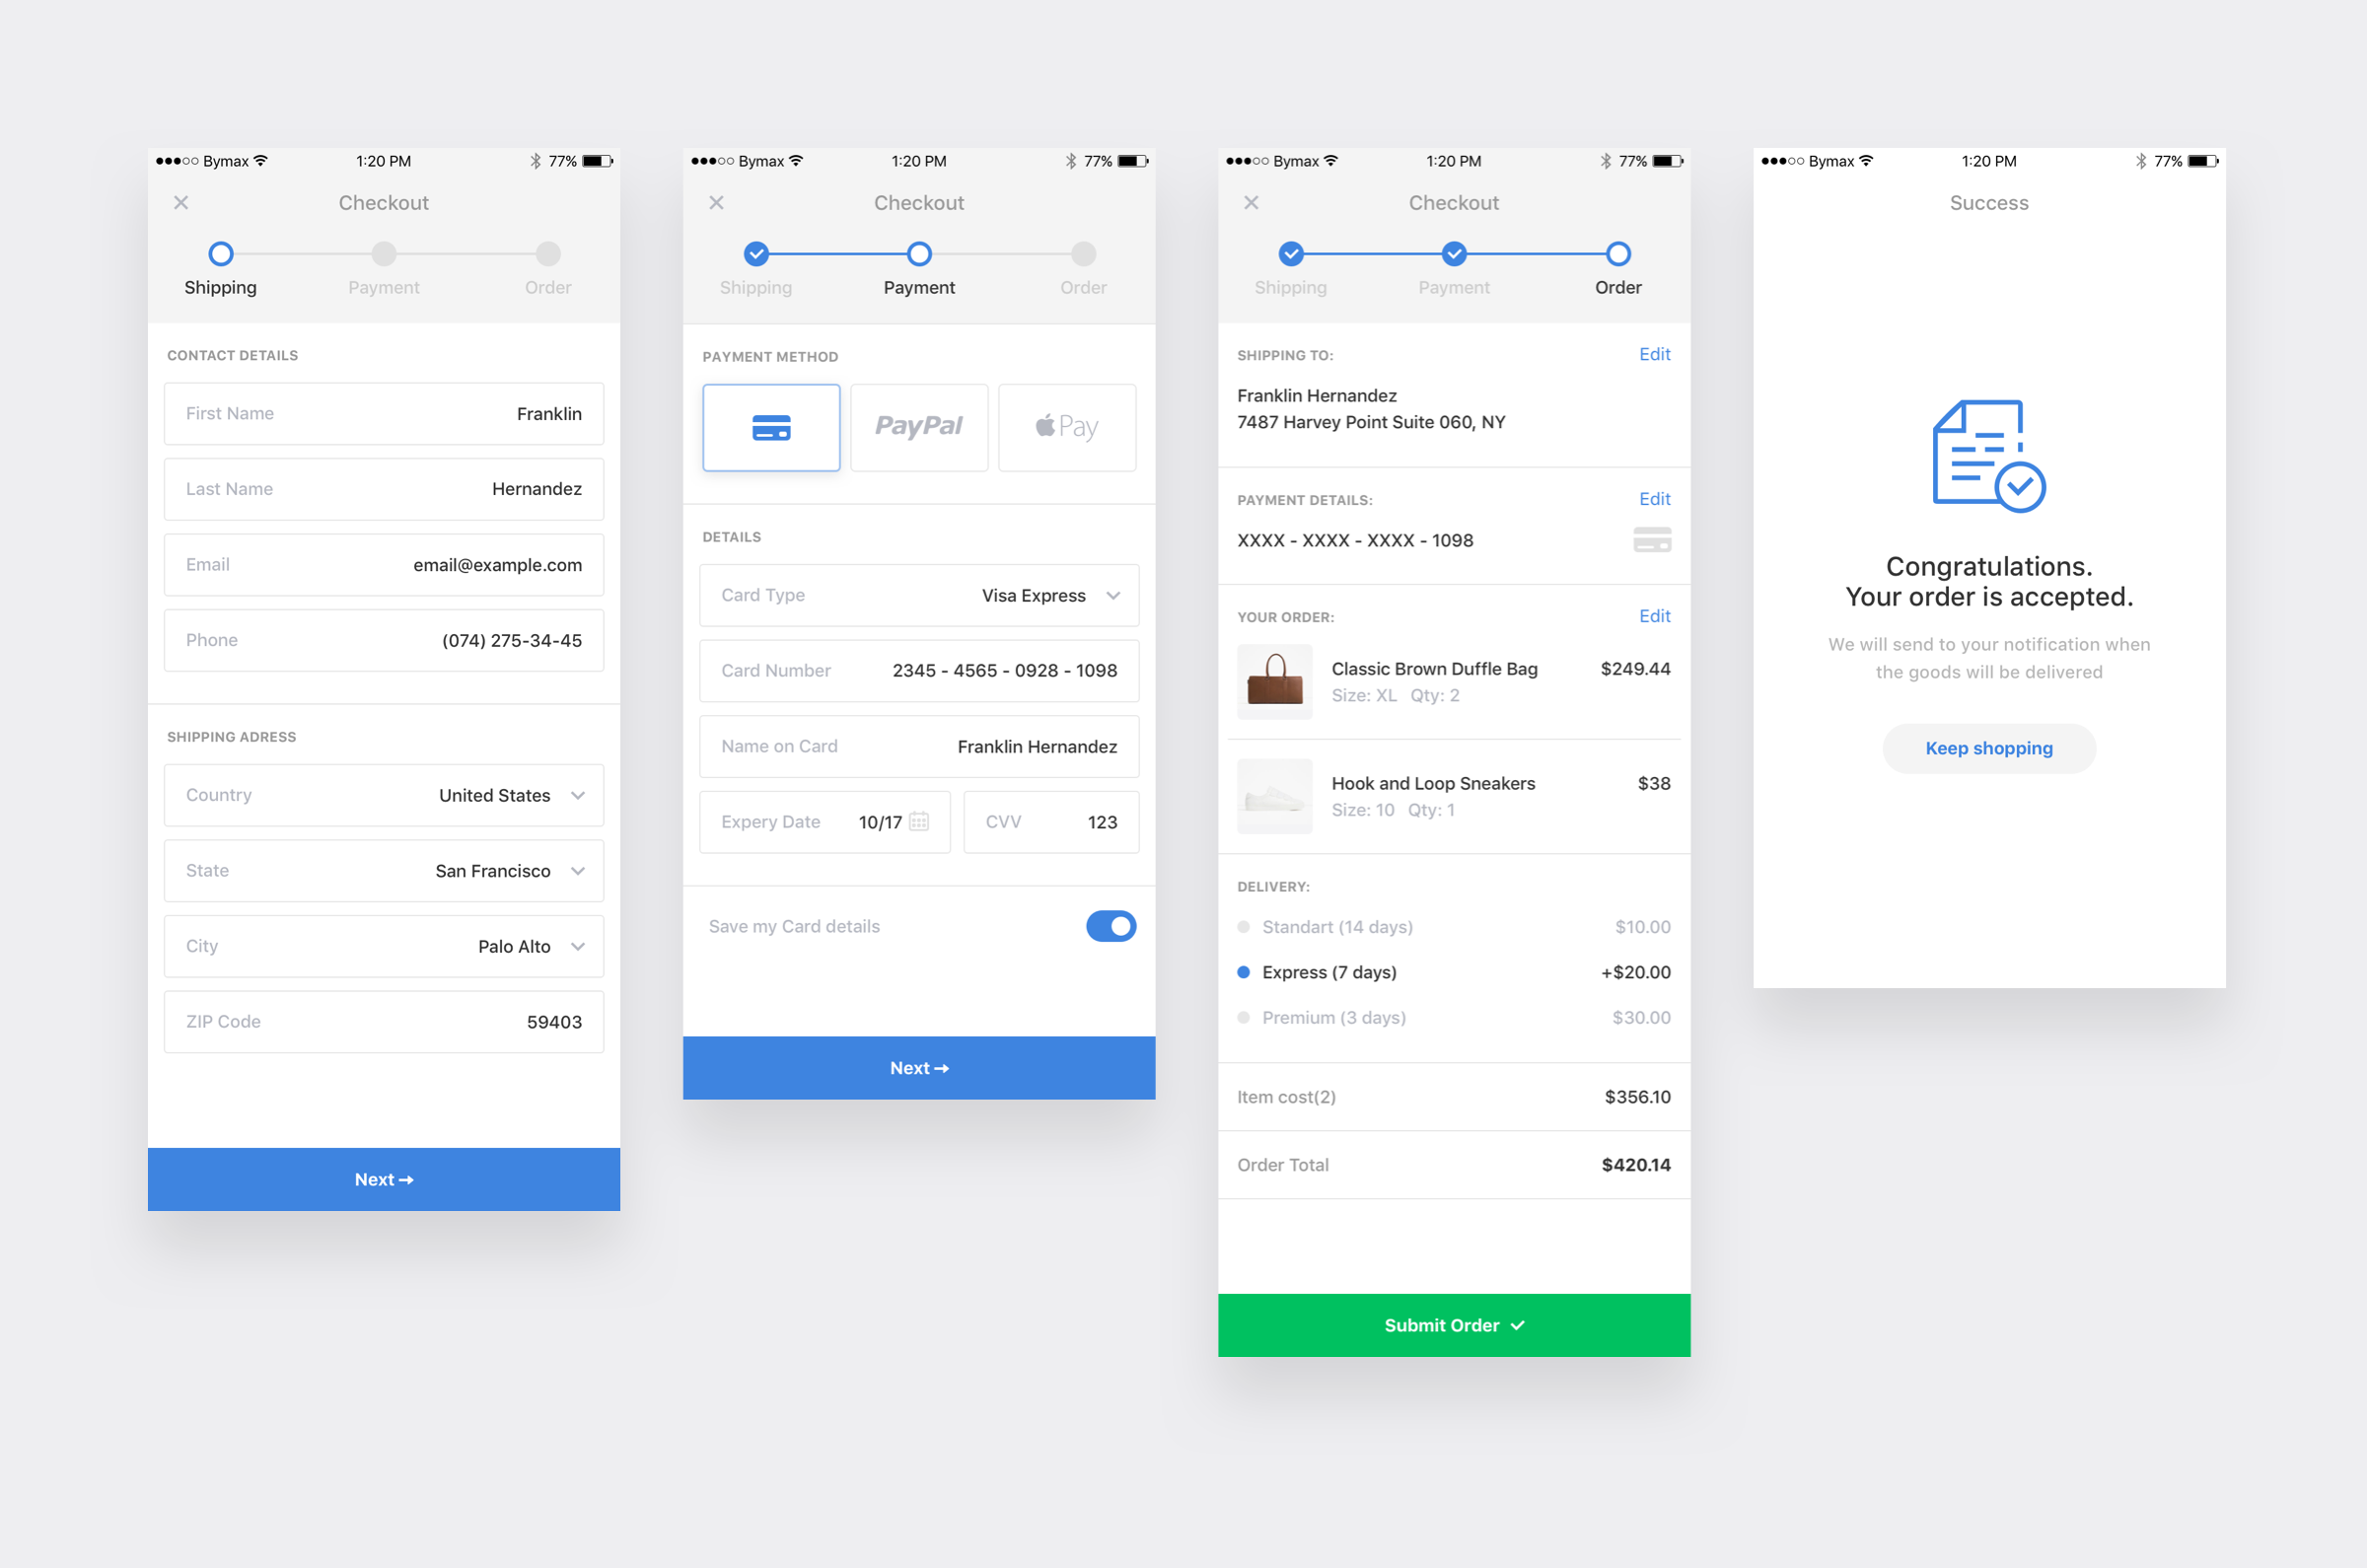 Bymax 1:20 PM 77%
Checkout
Shipping Payment Order
CONTACT DETAILS
First Name Franklin
Last Name Hernandez
Email email@example.com
Phone (074) 275-34-45
SHIPPING ADRESS
Country United States
State San Francisco
City Palo Alto
ZIP Code 59403
Next →
Bymax 1:20 PM 77%
Checkout
Shipping Payment Order
PAYMENT METHOD
PayPal Pay
DETAILS
Card Type Visa Express
Card Number 2345 - 4565 - 0928 - 1098
Name on Card Franklin Hernandez
Expery Date 10/17 CVV 123
Save my Card details
Next →
Bymax 1:20 PM 77%
Checkout
Shipping Payment Order
SHIPPING TO: Edit
Franklin Hernandez
7487 Harvey Point Suite 060, NY
PAYMENT DETAILS: Edit
XXXX - XXXX - XXXX - 1098
YOUR ORDER: Edit
Classic Brown Duffle Bag $249.44
Size: XL Qty: 2
Hook and Loop Sneakers $38
Size: 10 Qty: 1
DELIVERY:
Standart (14 days) $10.00
Express (7 days) +$20.00
Premium (3 days) $30.00
Item cost(2) $356.10
Order Total $420.14
Submit Order
Bymax 1:20 PM 77%
Success
Congratulations.
Your order is accepted.
We will send to your notification when
the goods will be delivered
Keep shopping